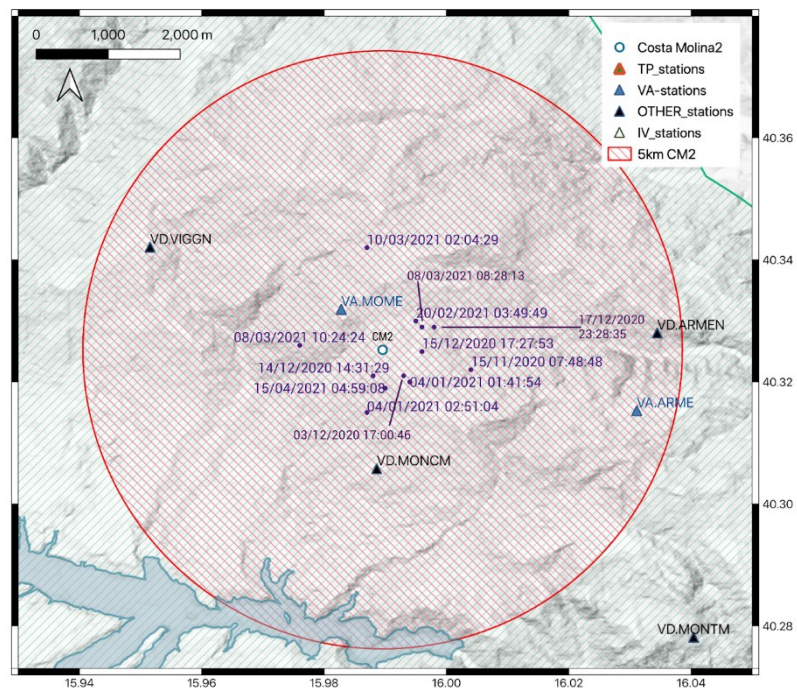 0 1,000 2,000 m
Costa Molina2
TP_stations
VA-stations
OTHER_stations
IV_stations
5km CM2
40.36
VD.VIGGN
10/03/2021 02:04:29
40.34
08/03/2021 08:28:13
VA.MOME
20/02/2021 03:49:49
17/12/2020
23:28:35
VD.ARMEN
08/03/2021 10:24:24
CM2
15/12/2020 17:27:53
14/12/2020 14:31:29
15/11/2020 07:48:48
40.32
15/04/2021 04:59:08
04/01/2021 01:41:54
VA.ARME
04/01/2021 02:51:04
03/12/2020 17:00:46
VD.MONCM
40.30
VD.MONTM
40.28
15.94 15.96 15.98 16.00 16.02 16.04